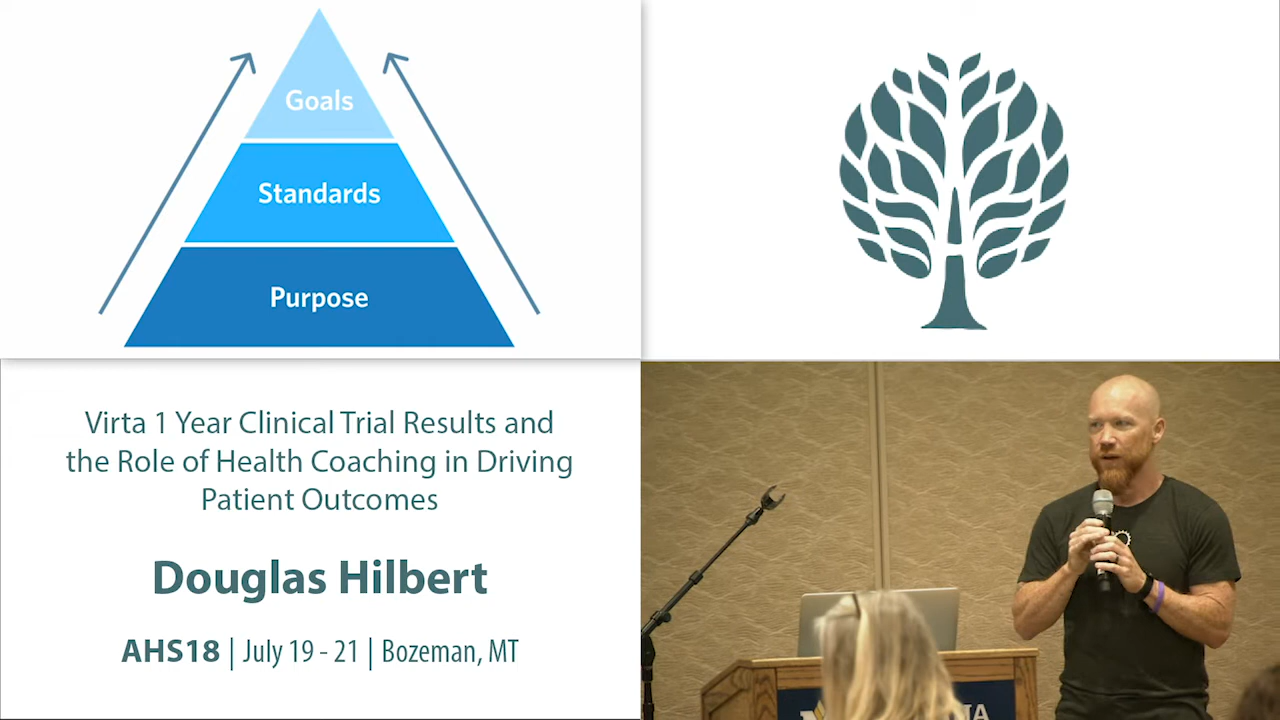 Goals
Standards
Purpose
Virta 1 Year Clinical Trial Results and
the Role of Health Coaching in Driving
Patient Outcomes
Douglas Hilbert
AHS18 | July 19 - 21 | Bozeman, MT